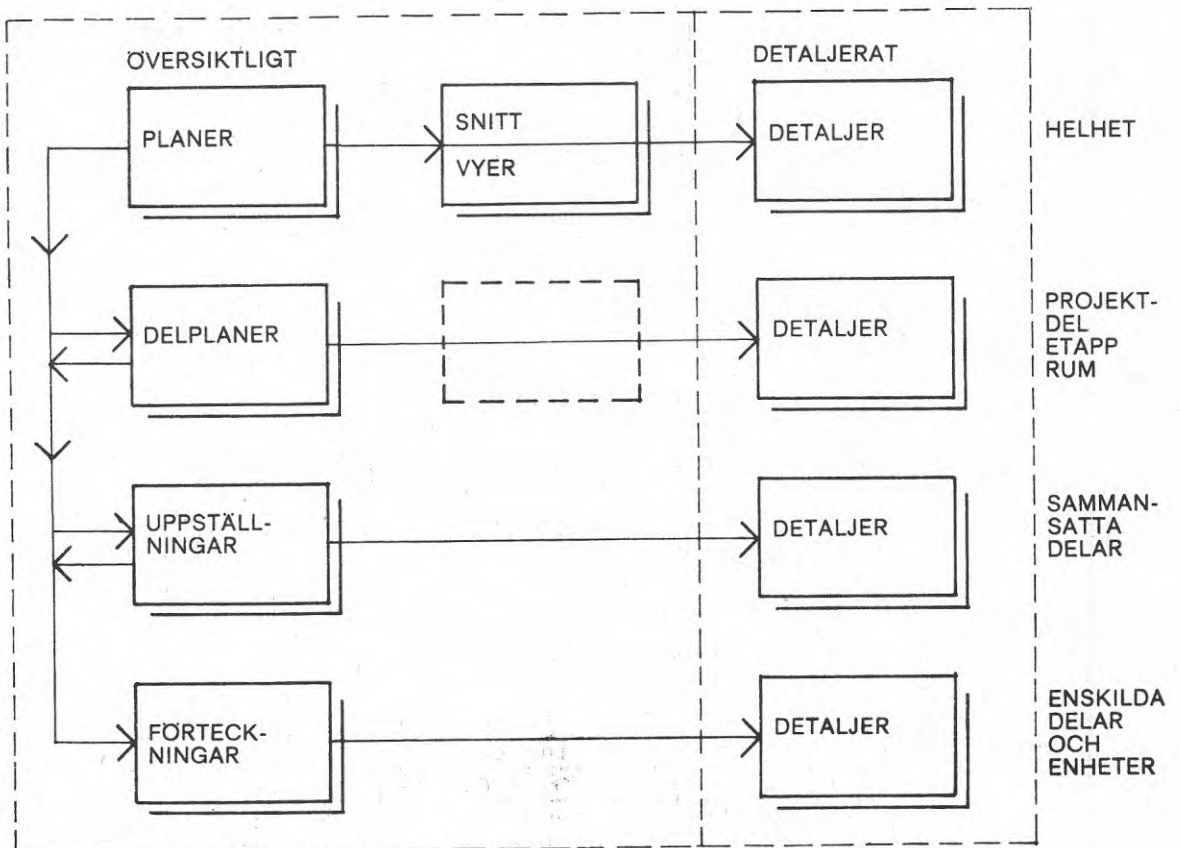 ÖVERSIKTLIGT
DETALJERAT
PLANER
SNITT
VYER
DETALJER
HELHET
DELPLANER
DETALJER
PROJEKT-
DEL
ETAPP
RUM
UPPSTÄLL-
NINGAR
DETALJER
SAMMAN-
SATTA
DELAR
FÖRTECK-
NINGAR
DETALJER
ENSKILDA
DELAR
OCH
ENHETER